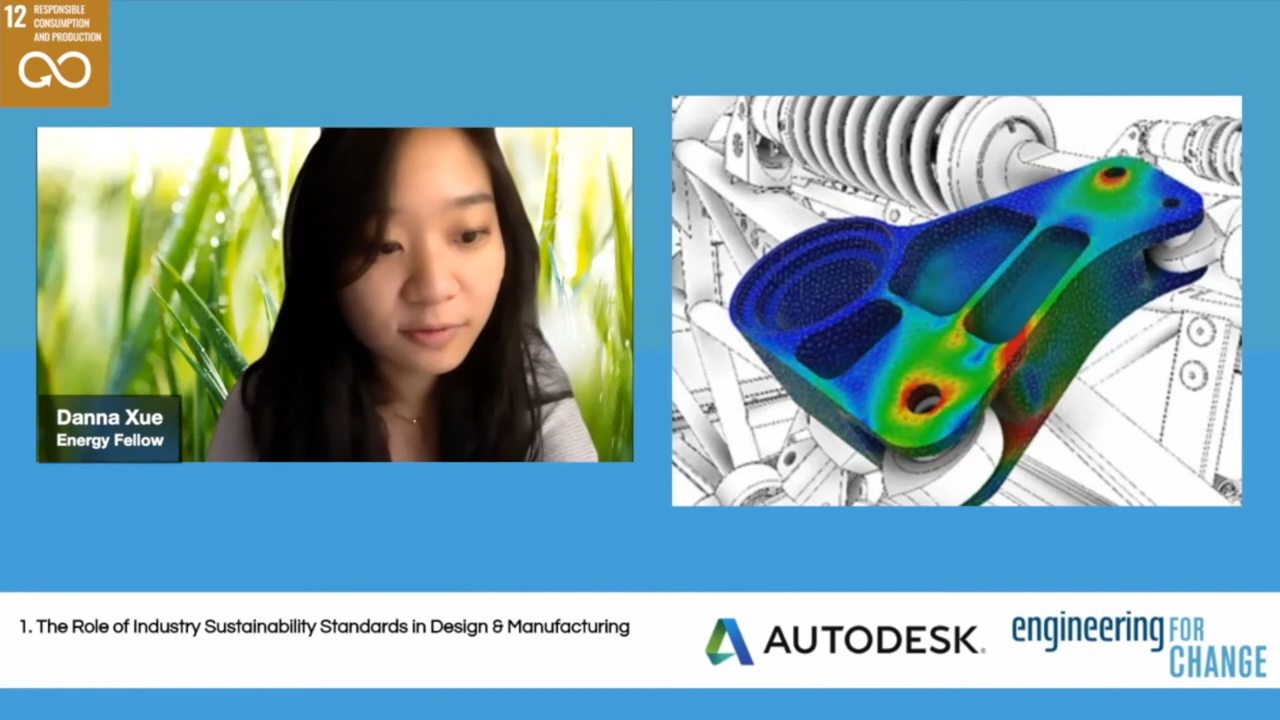 12 RESPONSIBLE
CONSUMPTION
AND PRODUCTION
Danna Xue
Energy Fellow
1. The Role of Industry Sustainability Standards in Design & Manufacturing
AUTODESK.
engineering FOR
CHANGE